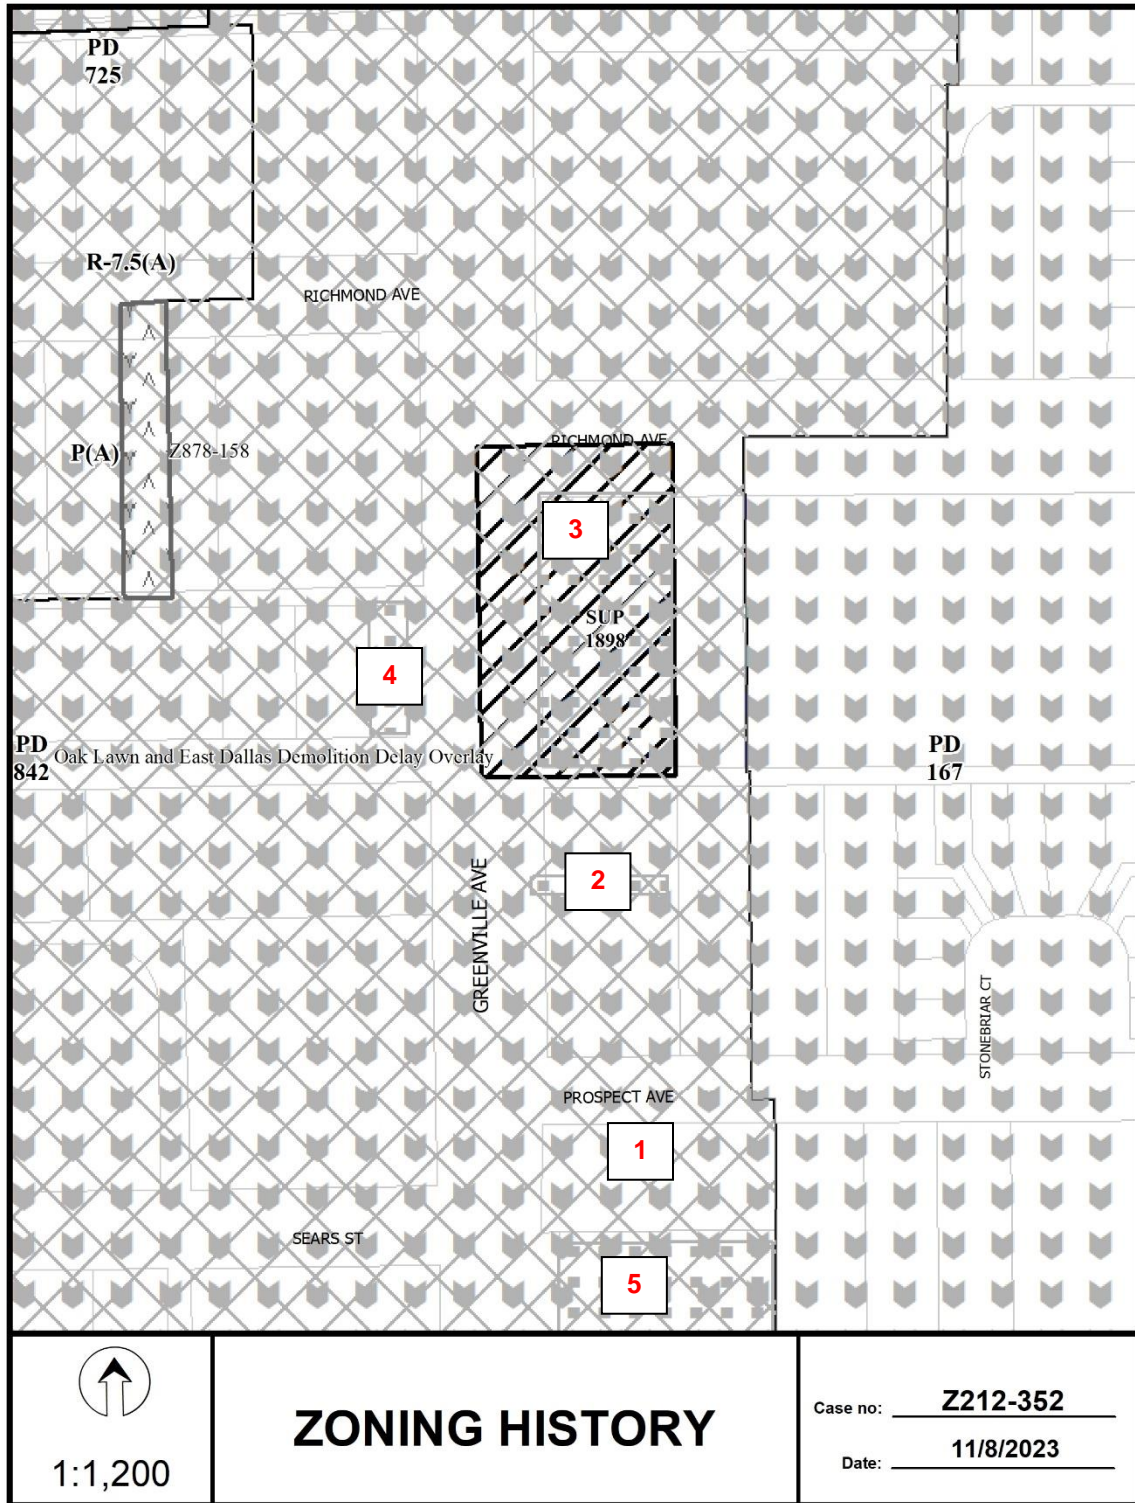 PD
725
R-7.5(A)
RICHMOND AVE
P(A)
Z878-158
RICHMOND AVE
3
SUP
1898
4
PD
842
Oak Lawn and East Dallas Demolition Delay Overlay
PD
167
2
GREENVILLE AVE
STONEBRIAR CT
PROSPECT AVE
1
SEARS ST
5
1:1,200
ZONING HISTORY
Case no: Z212-352
Date: 11/8/2023